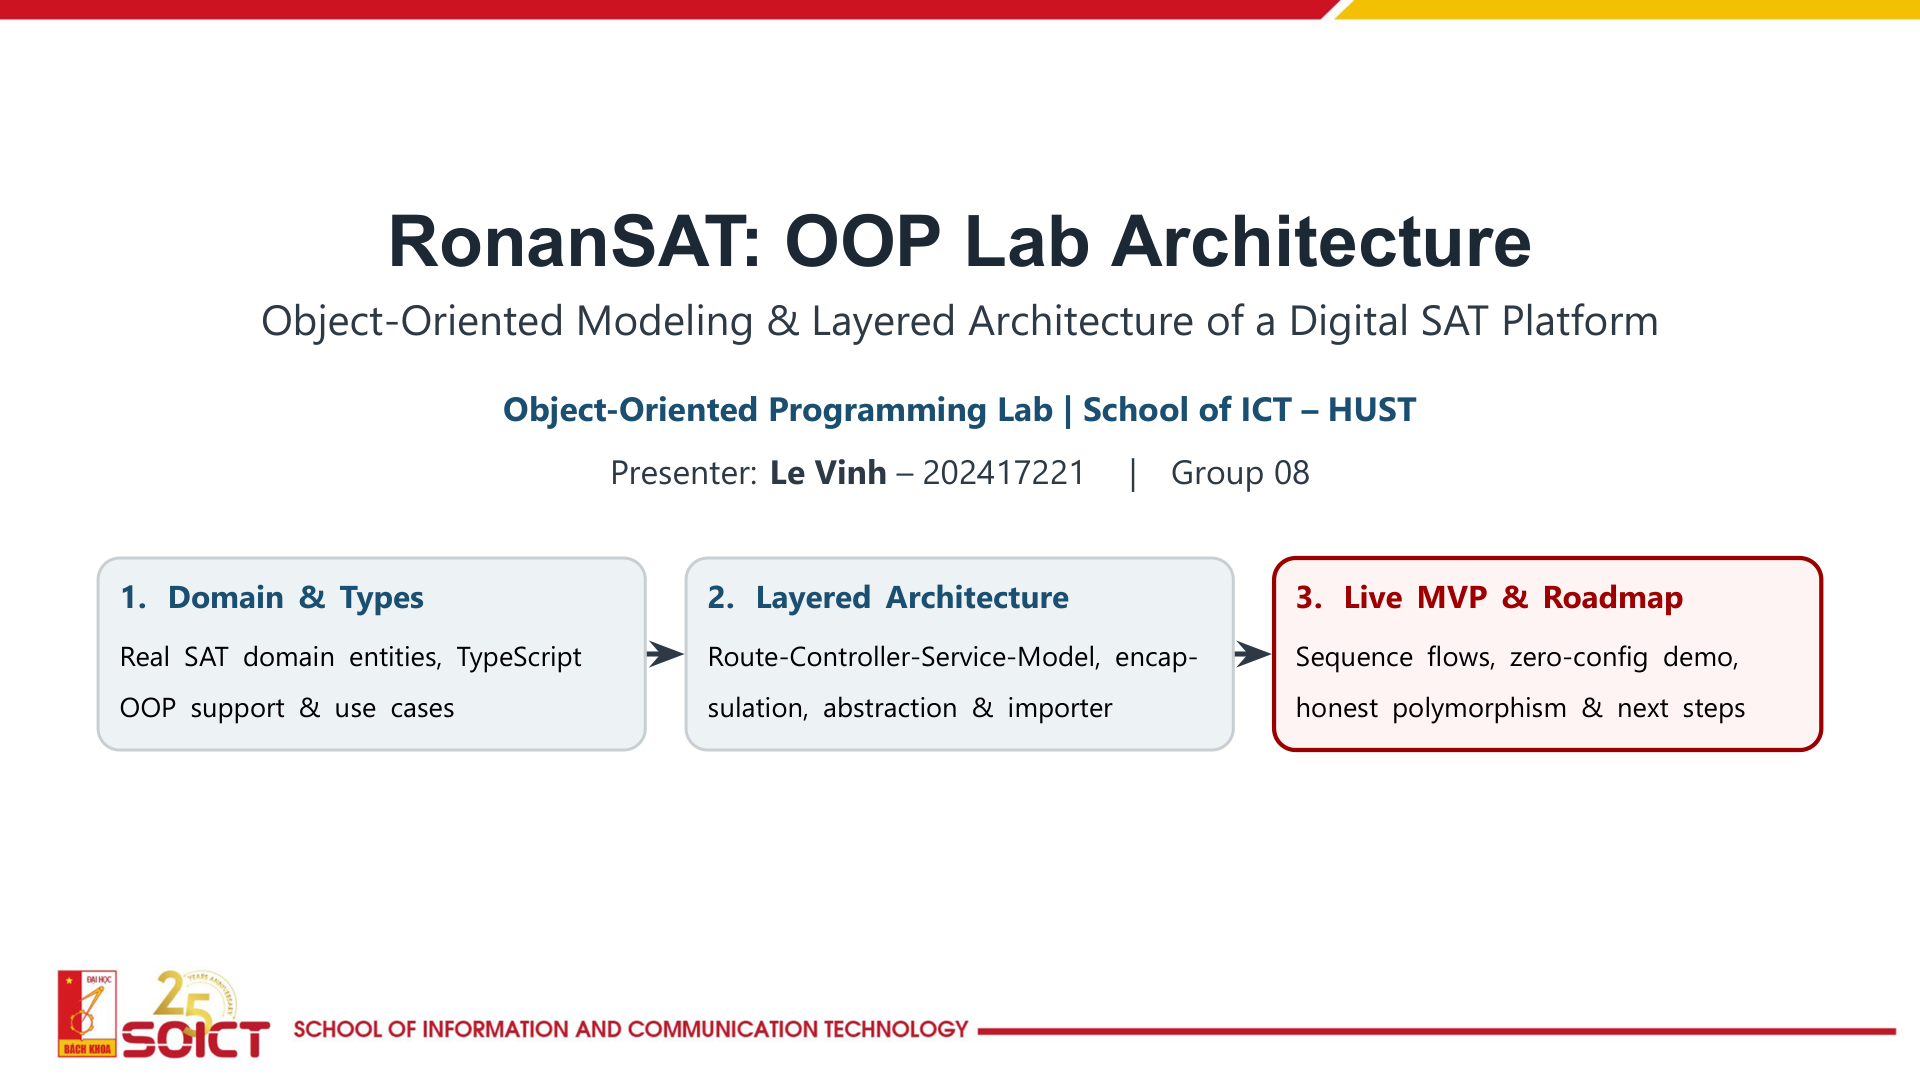 RonanSAT: OOP Lab Architecture
Object-Oriented Modeling & Layered Architecture of a Digital SAT Platform
Object-Oriented Programming Lab | School of ICT – HUST
Presenter: Le Vinh – 202417221 | Group 08
1. Domain & Types
Real SAT domain entities, TypeScript
OOP support & use cases
2. Layered Architecture
Route-Controller-Service-Model, encap-
sulation, abstraction & importer
3. Live MVP & Roadmap
Sequence flows, zero-config demo,
honest polymorphism & next steps
ĐẠI HỌC
BÁCH KHOA
25
YEARS ANNIVERSARY
SOICT
SCHOOL OF INFORMATION AND COMMUNICATION TECHNOLOGY